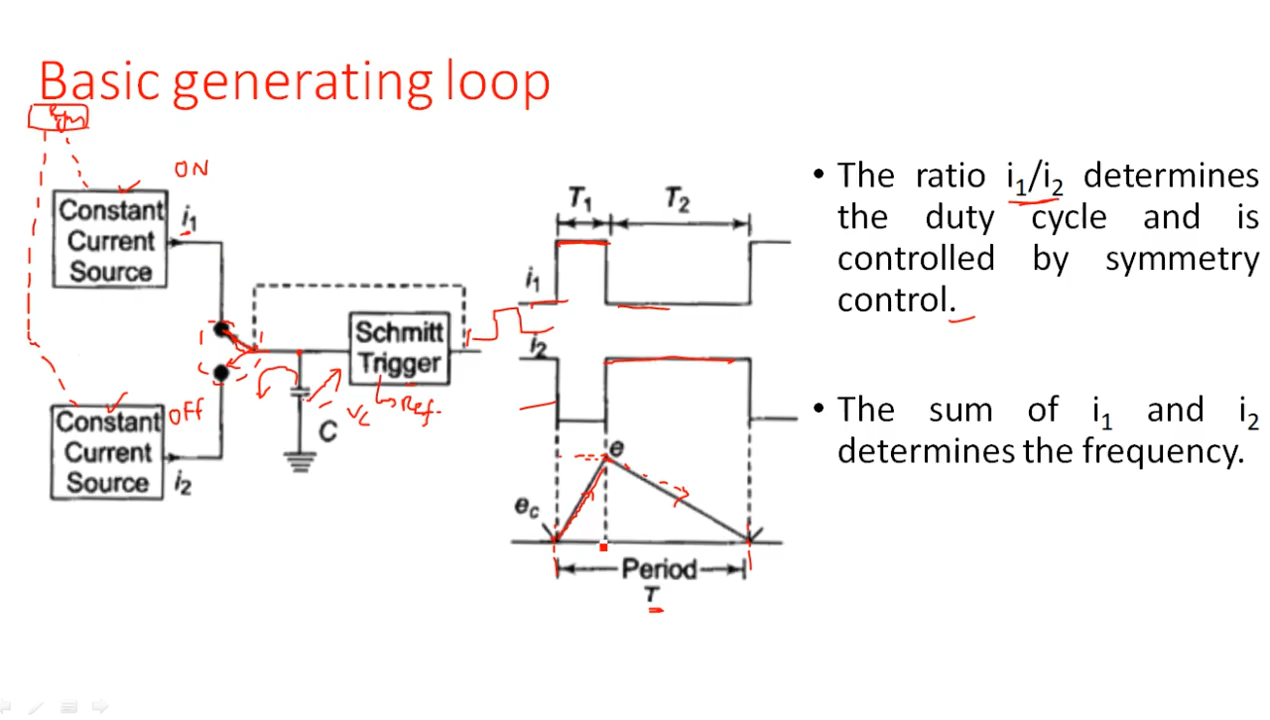 Basic generating loop
ON
Constant
Current
Source
i₁
Schmitt
Trigger
Ref.
Vc
C
OFF
Constant
Current
Source
i₂
T₁
T₂
i₁
i₂
e
e_c
Period
T
• The ratio i₁/i₂ determines
the duty cycle and is
controlled by symmetry
control.
• The sum of i₁ and i₂
determines the frequency.